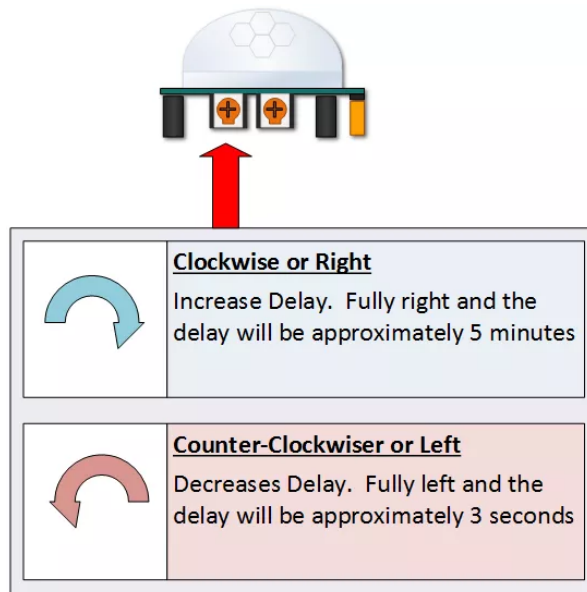 Clockwise or Right
Increase Delay.  Fully right and the
delay will be approximately 5 minutes
Counter-Clockwiser or Left
Decreases Delay.  Fully left and the
delay will be approximately 3 seconds